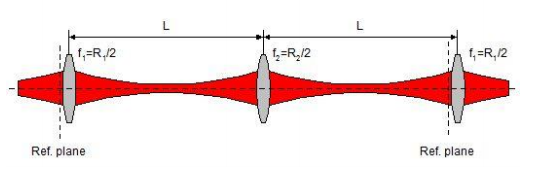 L L
f₁=R₁/2 f₂=R₂/2 f₁=R₁/2
Ref. plane Ref. plane